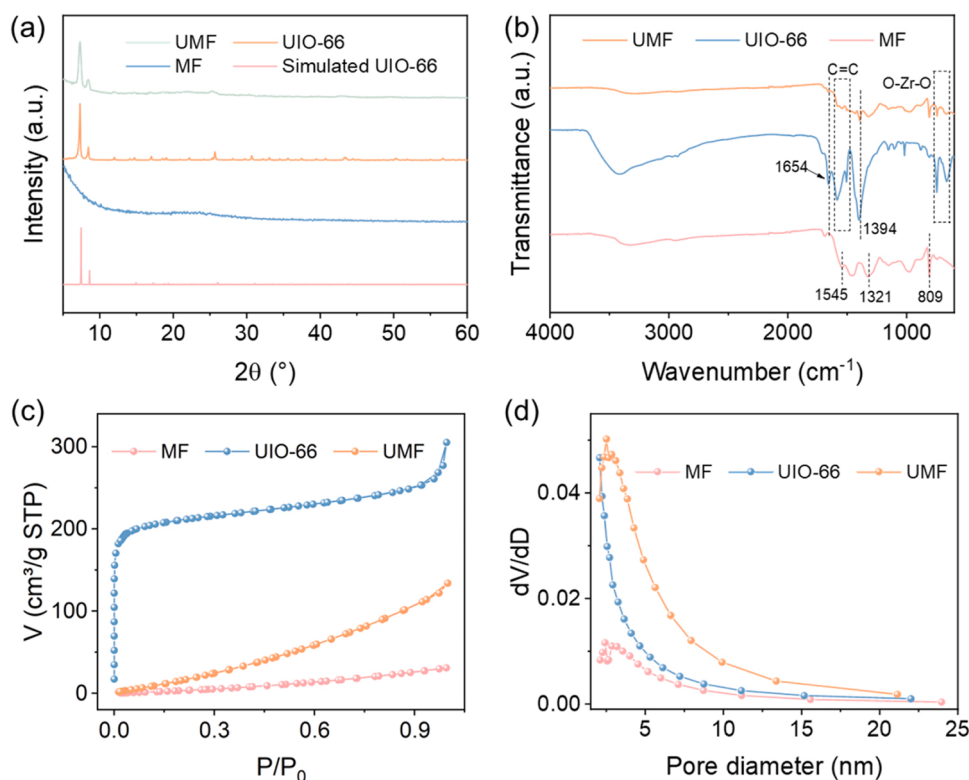 (a)
UMF UIO-66
MF Simulated UIO-66
Intensity (a.u.)
10 20 30 40 50 60
2θ (°)
(b)
UMF UIO-66 MF
C=C
O-Zr-O
1654
1394
1545 1321 809
Transmittance (a.u.)
4000 3000 2000 1000
Wavenumber (cm⁻¹)
(c)
MF UIO-66 UMF
300
200
100
0
V (cm³/g STP)
0.0 0.3 0.6 0.9
P/P₀
(d)
MF UIO-66 UMF
0.04
0.02
0.00
dV/dD
5 10 15 20 25
Pore diameter (nm)